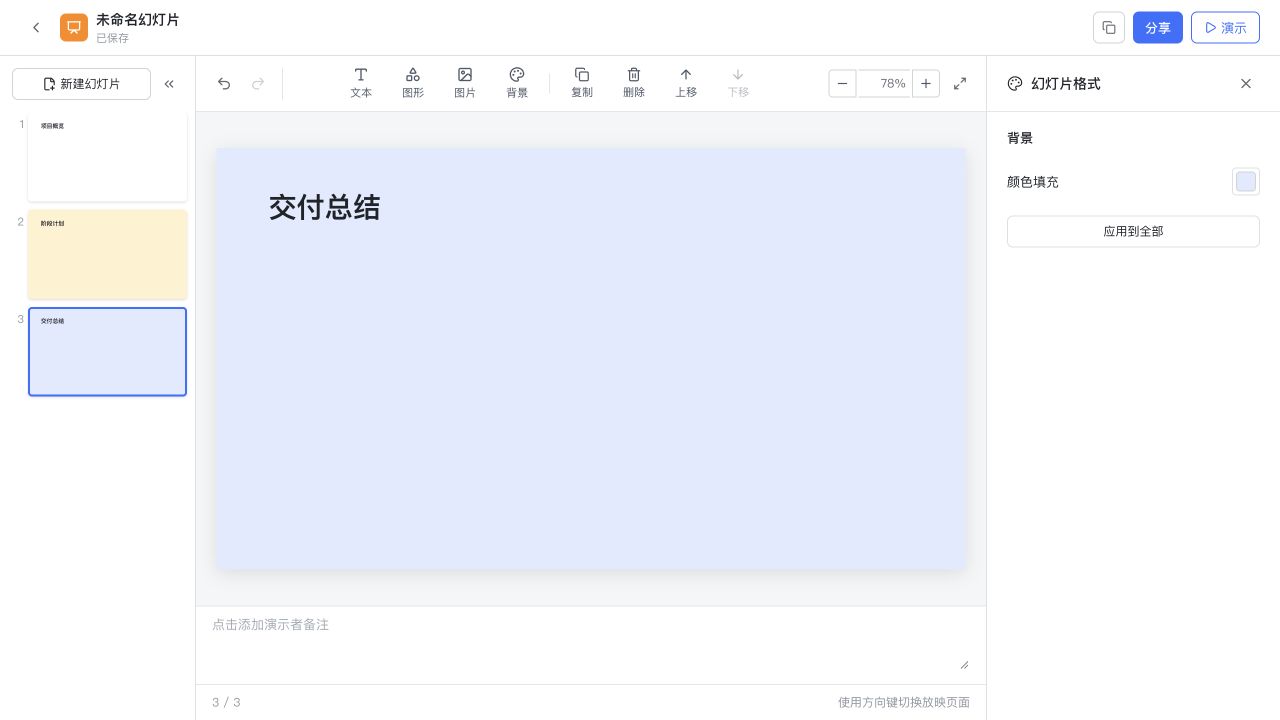 未命名幻灯片
已保存
分享
演示
新建幻灯片
文本
图形
图片
背景
复制
删除
上移
下移
78%
幻灯片格式
1
项目概览
2
阶段计划
3
交付总结
交付总结
背景
颜色填充
应用到全部
点击添加演示者备注
3 / 3
使用方向键切换放映页面